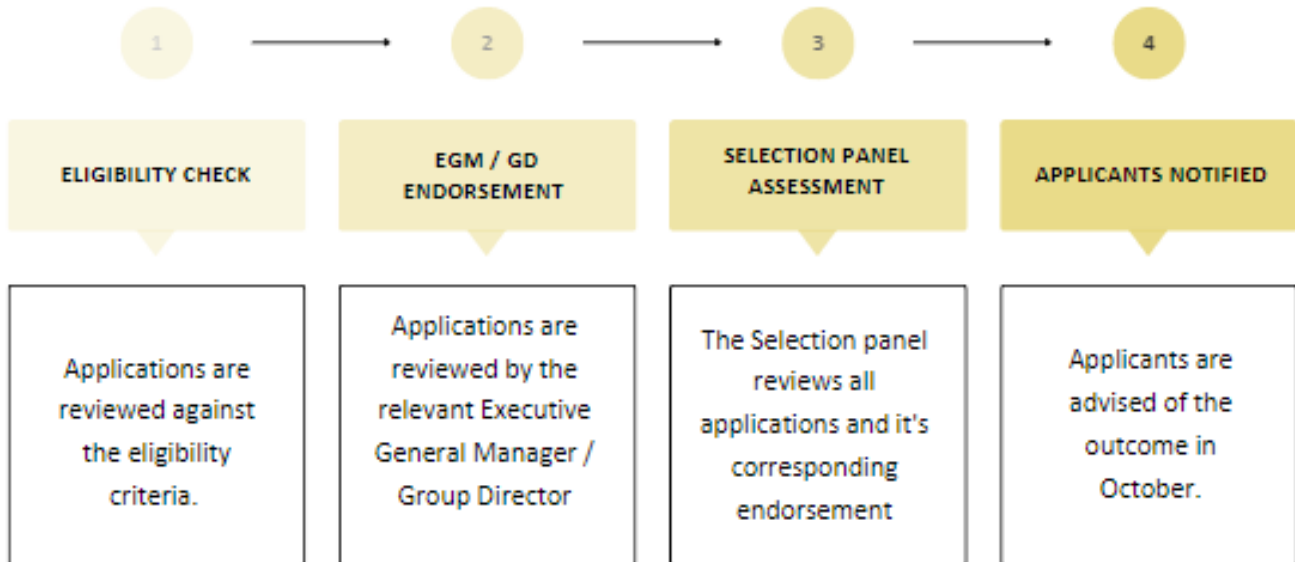 1
2
3
4
ELIGIBILITY CHECK
EGM / GD
ENDORSEMENT
SELECTION PANEL
ASSESSMENT
APPLICANTS NOTIFIED
Applications are
reviewed against
the eligibility
criteria.
Applications are
reviewed by the
relevant Executive
General Manager /
Group Director
The Selection panel
reviews all
applications and it's
corresponding
endorsement
Applicants are
advised of the
outcome in
October.